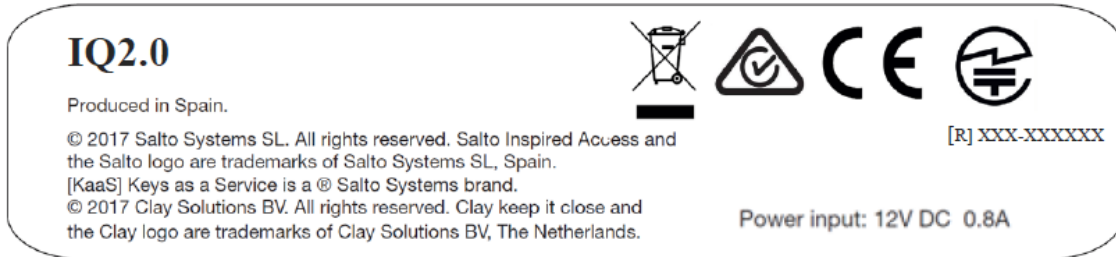 IQ2.0
Produced in Spain.
© 2017 Salto Systems SL. All rights reserved. Salto Inspired Access and
the Salto logo are trademarks of Salto Systems SL, Spain.
[KaaS] Keys as a Service is a ® Salto Systems brand.
© 2017 Clay Solutions BV. All rights reserved. Clay keep it close and
the Clay logo are trademarks of Clay Solutions BV, The Netherlands.
CE
[R] XXX-XXXXXX
Power input: 12V DC 0.8A